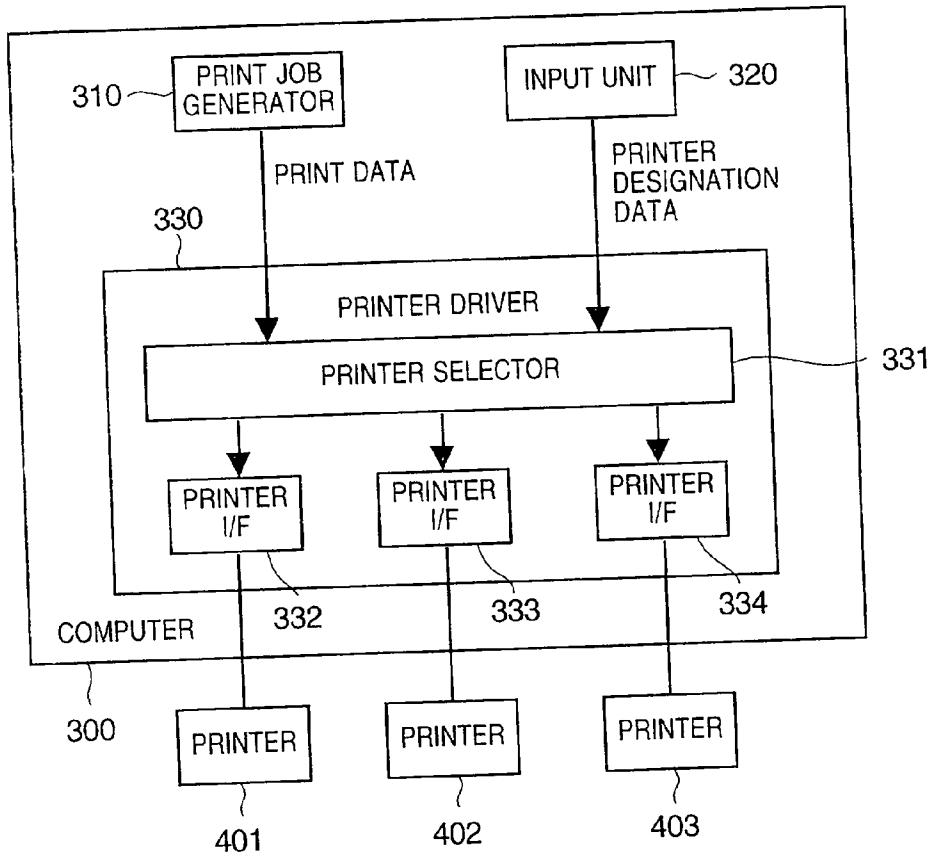 310
PRINT JOB
GENERATOR
INPUT UNIT
320
PRINT DATA
PRINTER
DESIGNATION
DATA
330
PRINTER DRIVER
PRINTER SELECTOR
331
PRINTER
I/F
PRINTER
I/F
PRINTER
I/F
332
333
334
COMPUTER
300
PRINTER
PRINTER
PRINTER
401
402
403